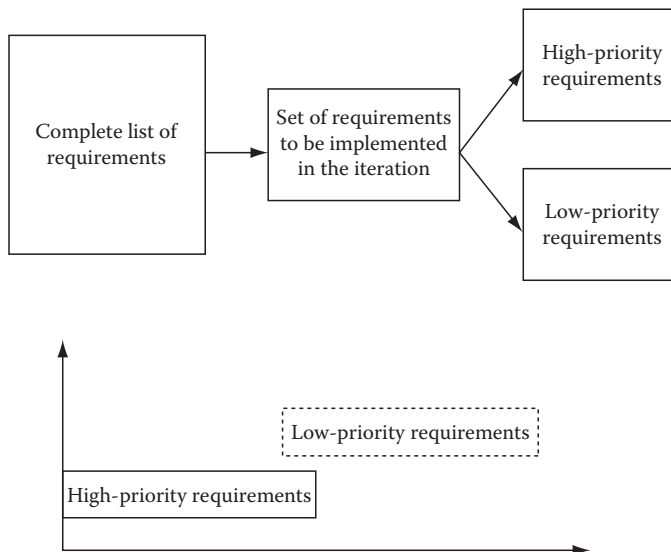 Complete list of
requirements
Set of requirements
to be implemented
in the iteration
High-priority
requirements
Low-priority
requirements
Low-priority requirements
High-priority requirements